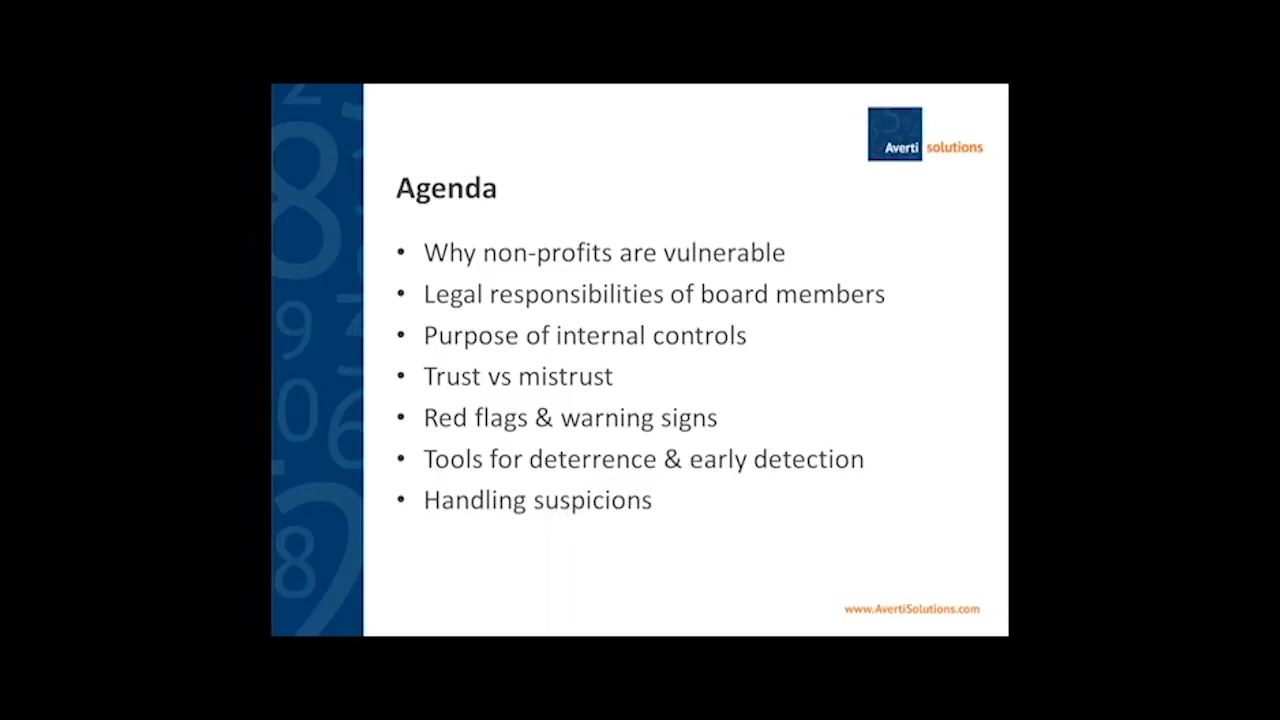 Averti solutions
Agenda
• Why non-profits are vulnerable
• Legal responsibilities of board members
• Purpose of internal controls
• Trust vs mistrust
• Red flags & warning signs
• Tools for deterrence & early detection
• Handling suspicions
www.AvertiSolutions.com